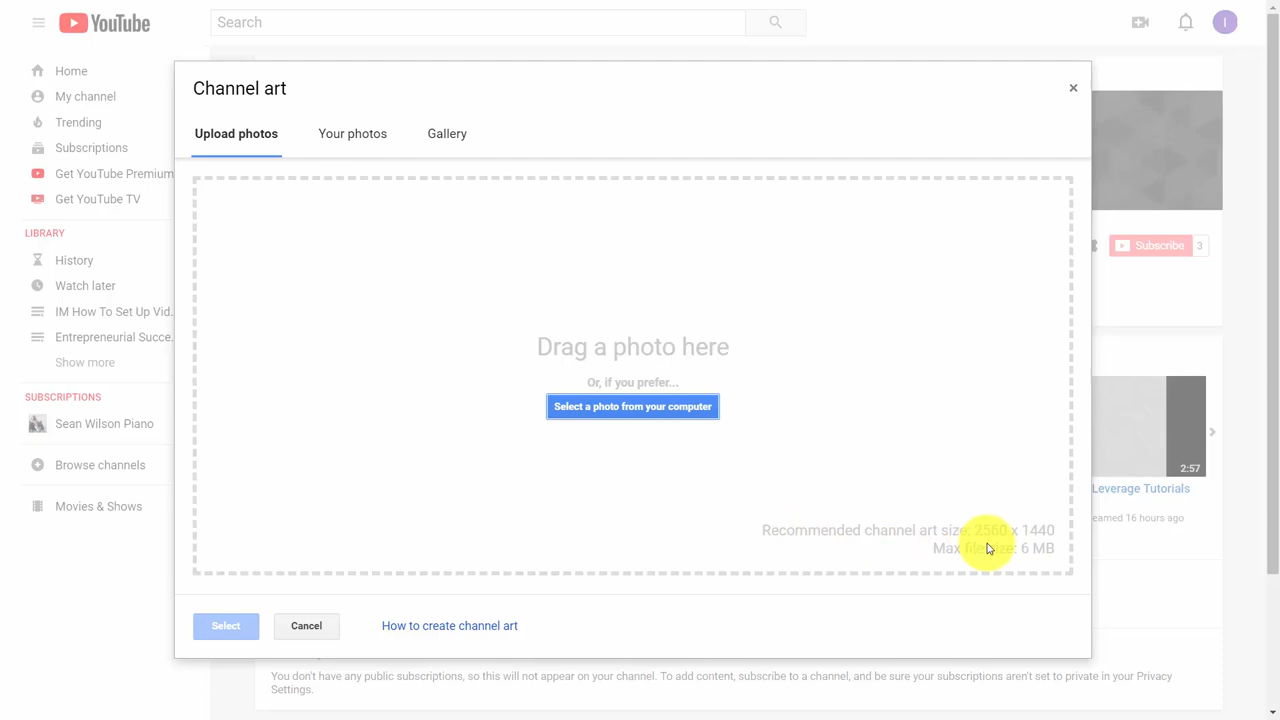 YouTube
Search
I
Home
My channel
Trending
Subscriptions
Get YouTube Premium
Get YouTube TV
LIBRARY
History
Watch later
IM How To Set Up Vid.
Entrepreneurial Succe...
Show more
SUBSCRIPTIONS
Sean Wilson Piano
Browse channels
Movies & Shows
Channel art
×
Upload photos
Your photos
Gallery
Drag a photo here
Or, if you prefer...
Select a photo from your computer
Recommended channel art size: 2560 x 1440
Max file size: 6 MB
Select
Cancel
How to create channel art
Subscribe 3
2:57
Leverage Tutorials
eamed 16 hours ago
You don't have any public subscriptions, so this will not appear on your channel. To add content, subscribe to a channel, and be sure your subscriptions aren't set to private in your Privacy
Settings.